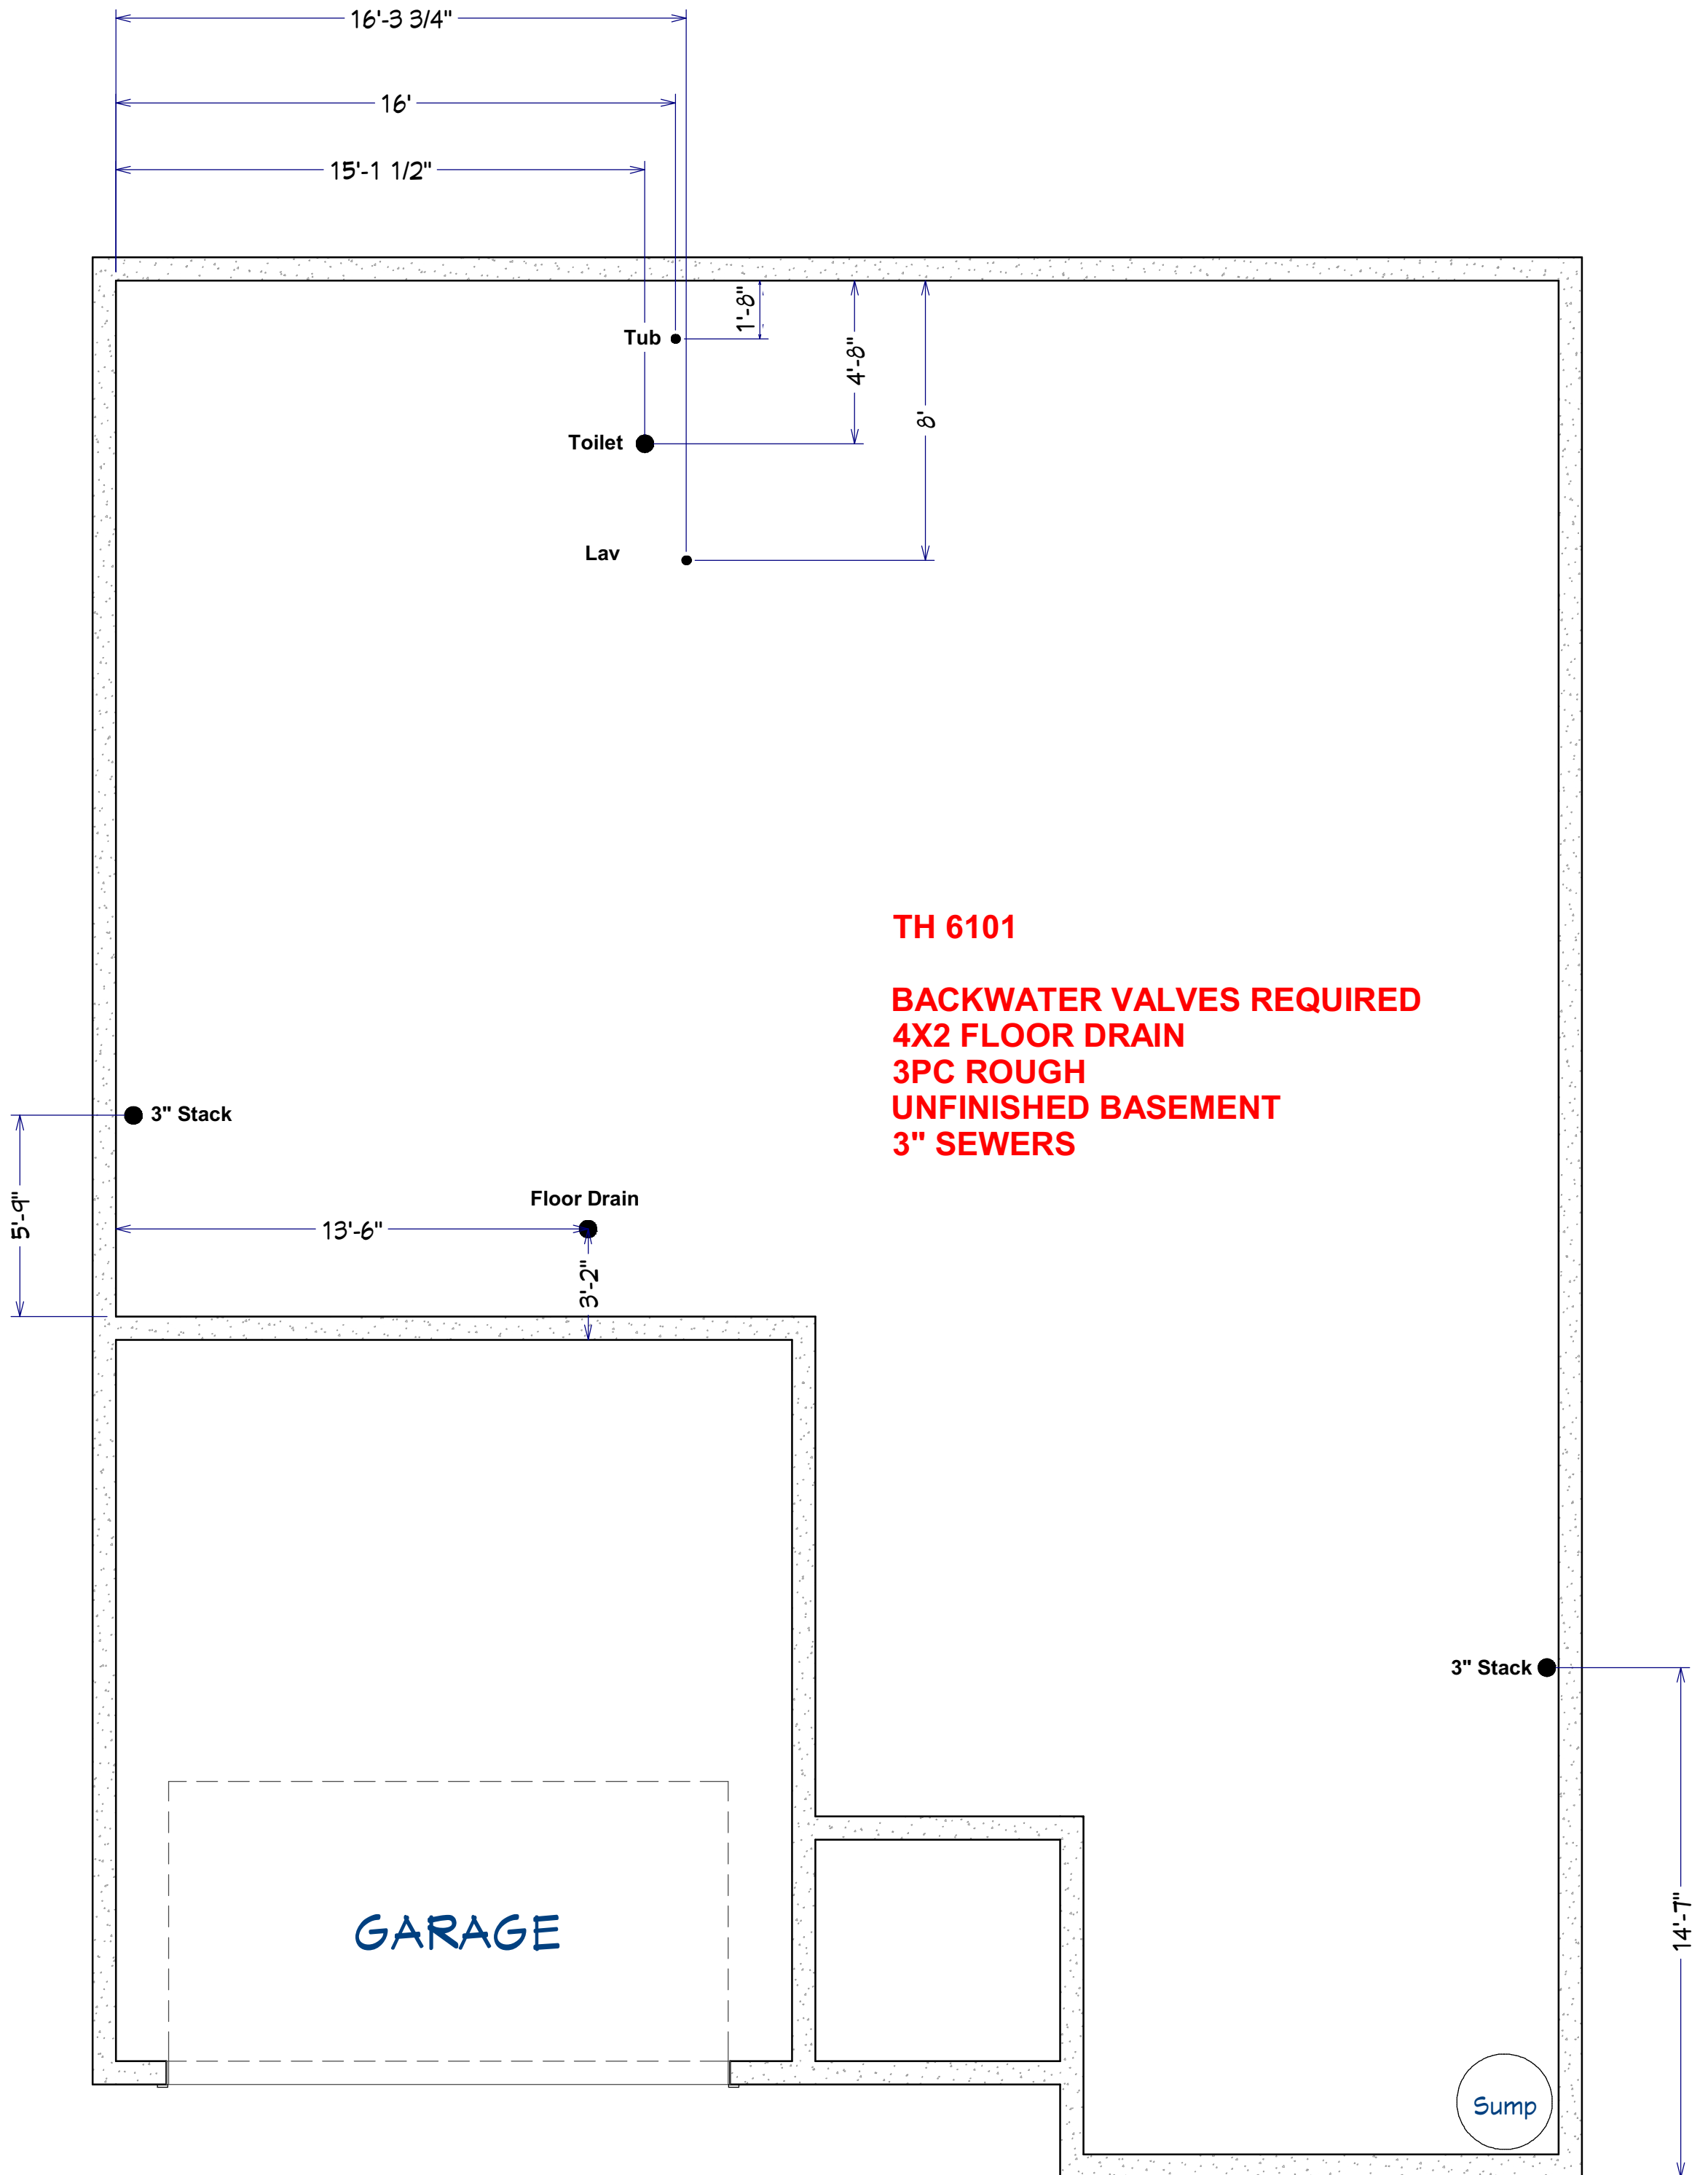 16'-3 3/4"
16'
15'-1 1/2"
1'-8"
Tub
4'-8"
8'
Toilet
Lav
TH 6101
BACKWATER VALVES REQUIRED
4X2 FLOOR DRAIN
3PC ROUGH
UNFINISHED BASEMENT
3" SEWERS
3" Stack
5'-9"
Floor Drain
13'-6"
3'-2"
3" Stack
14'-7"
GARAGE
Sump